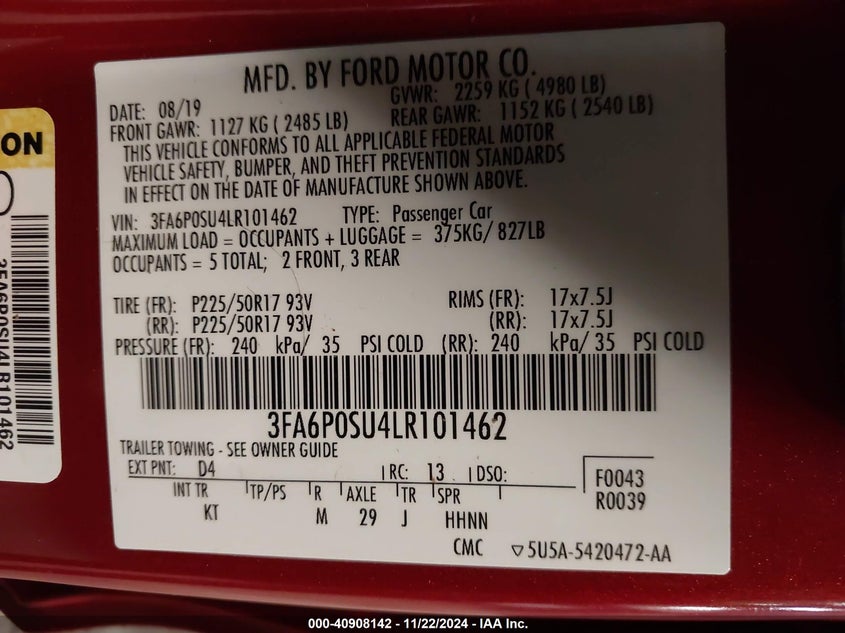 MFD. BY FORD MOTOR CO.
DATE: 08/19 GVWR: 2259 KG ( 4980 LB)
FRONT GAWR: 1127 KG ( 2485 LB) REAR GAWR: 1152 KG ( 2540 LB)
THIS VEHICLE CONFORMS TO ALL APPLICABLE FEDERAL MOTOR
VEHICLE SAFETY, BUMPER, AND THEFT PREVENTION STANDARDS
IN EFFECT ON THE DATE OF MANUFACTURE SHOWN ABOVE.
VIN: 3FA6P0SU4LR101462 TYPE: Passenger Car
MAXIMUM LOAD = OCCUPANTS + LUGGAGE = 375KG/ 827LB
OCCUPANTS = 5 TOTAL; 2 FRONT, 3 REAR
TIRE (FR): P225/50R17 93V RIMS (FR): 17x7.5J
(RR): P225/50R17 93V (RR): 17x7.5J
PRESSURE (FR): 240 kPa/ 35 PSI COLD (RR): 240 kPa/ 35 PSI COLD
3FA6P0SU4LR101462
TRAILER TOWING - SEE OWNER GUIDE
EXT PNT: D4 RC: 13 DSO: F0043
INT TR TP/PS R AXLE TR SPR R0039
KT M 29 J HHNN
CMC ▽5U5A-5420472-AA
ON
3FA6P0SU4LR101462
000-40908142 - 11/22/2024 - IAA Inc.